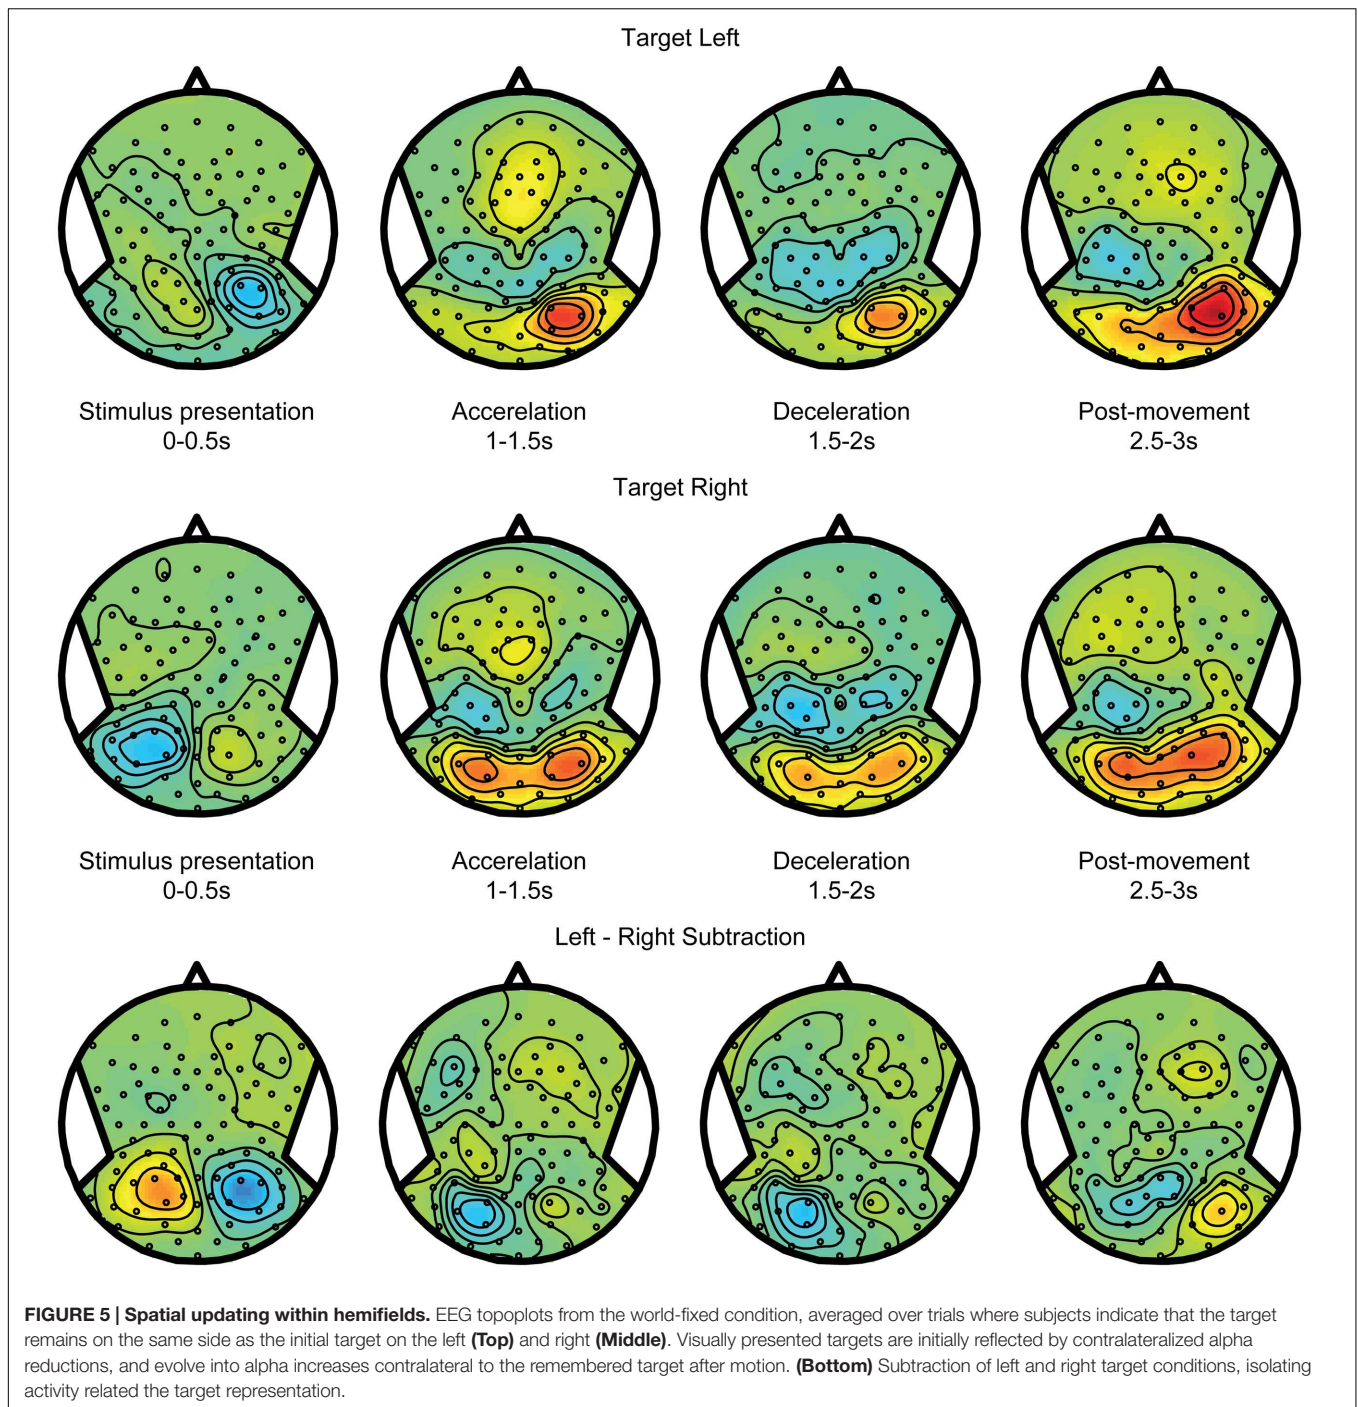 Target Left
Stimulus presentation Accerelation Deceleration Post-movement
0-0.5s 1-1.5s 1.5-2s 2.5-3s
Target Right
Stimulus presentation Accerelation Deceleration Post-movement
0-0.5s 1-1.5s 1.5-2s 2.5-3s
Left - Right Subtraction
FIGURE 5 | Spatial updating within hemifields. EEG topoplots from the world-fixed condition, averaged over trials where subjects indicate that the target
remains on the same side as the initial target on the left (Top) and right (Middle). Visually presented targets are initially reflected by contralateralized alpha
reductions, and evolve into alpha increases contralateral to the remembered target after motion. (Bottom) Subtraction of left and right target conditions, isolating
activity related the target representation.